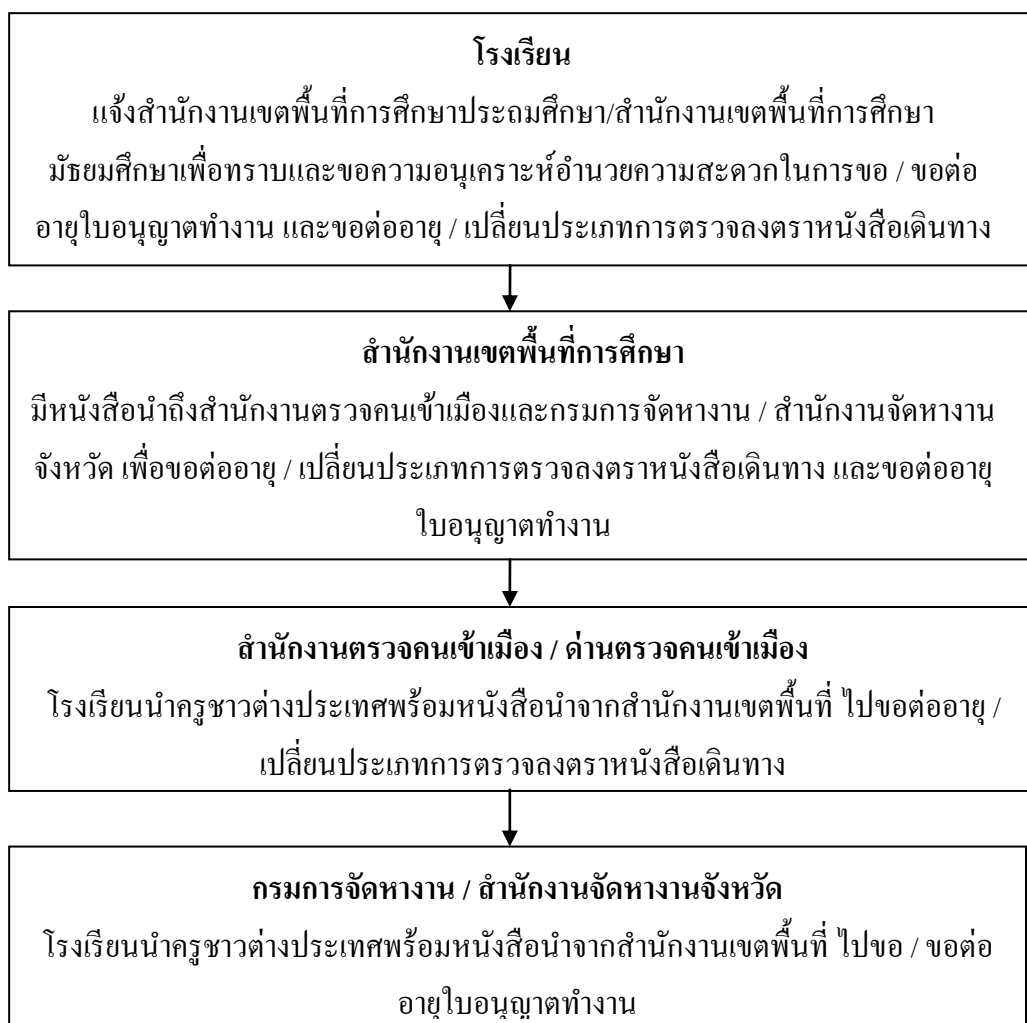 โรงเรียน
แจ้งสำนักงานเขตพื้นที่การศึกษาประถมศึกษา/สำนักงานเขตพื้นที่การศึกษา
มัธยมศึกษาเพื่อทราบและขอความอนุเคราะห์อำนวยความสะดวกในการขอ / ขอต่อ
อายุใบอนุญาตทำงาน และขอต่ออายุ / เปลี่ยนประเภทการตรวจลงตราหนังสือเดินทาง
สำนักงานเขตพื้นที่การศึกษา
มีหนังสือนำถึงสำนักงานตรวจคนเข้าเมืองและกรมการจัดหางาน / สำนักงานจัดหางาน
จังหวัด เพื่อขอต่ออายุ / เปลี่ยนประเภทการตรวจลงตราหนังสือเดินทาง และขอต่ออายุ
ใบอนุญาตทำงาน
สำนักงานตรวจคนเข้าเมือง / ด่านตรวจคนเข้าเมือง
โรงเรียนนำครูชาวต่างประเทศพร้อมหนังสือนำจากสำนักงานเขตพื้นที่ ไปขอต่ออายุ /
เปลี่ยนประเภทการตรวจลงตราหนังสือเดินทาง
กรมการจัดหางาน / สำนักงานจัดหางานจังหวัด
โรงเรียนนำครูชาวต่างประเทศพร้อมหนังสือนำจากสำนักงานเขตพื้นที่ ไปขอ / ขอต่อ
อายุใบอนุญาตทำงาน